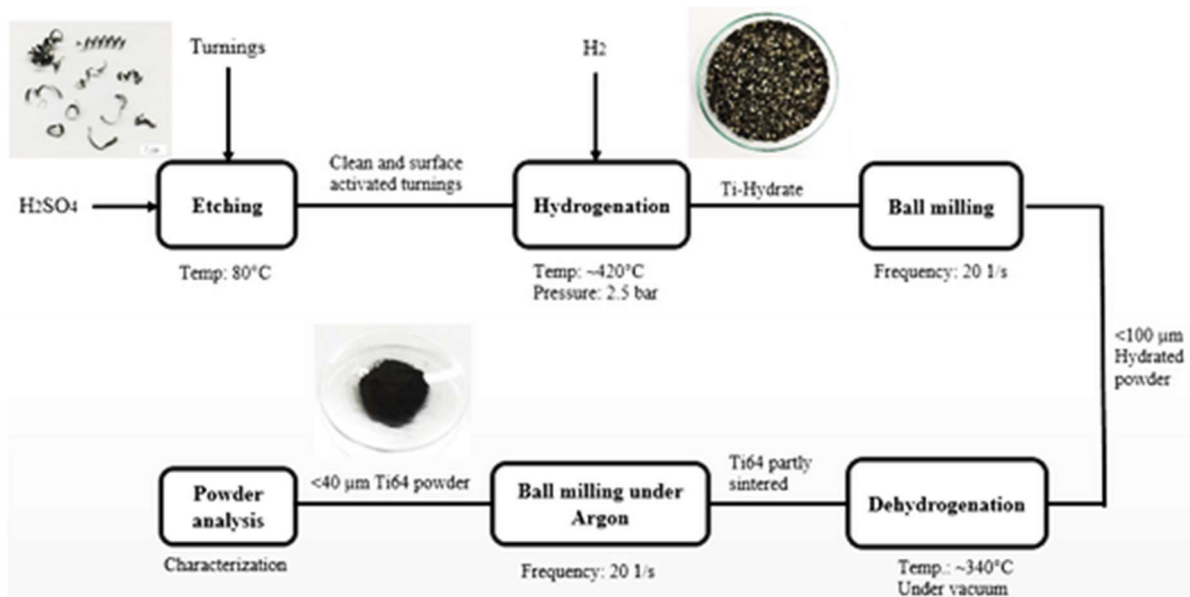 Turnings
H2
Clean and surface
activated turnings
Ti-Hydrate
H2SO4
Etching
Hydrogenation
Ball milling
Temp: 80°C
Temp: ~420°C
Pressure: 2.5 bar
Frequency: 20 1/s
<100 µm
Hydrated
powder
<40 µm Ti64 powder
Ti64 partly
sintered
Powder
analysis
Ball milling under
Argon
Dehydrogenation
Characterization
Frequency: 20 1/s
Temp.: ~340°C
Under vacuum